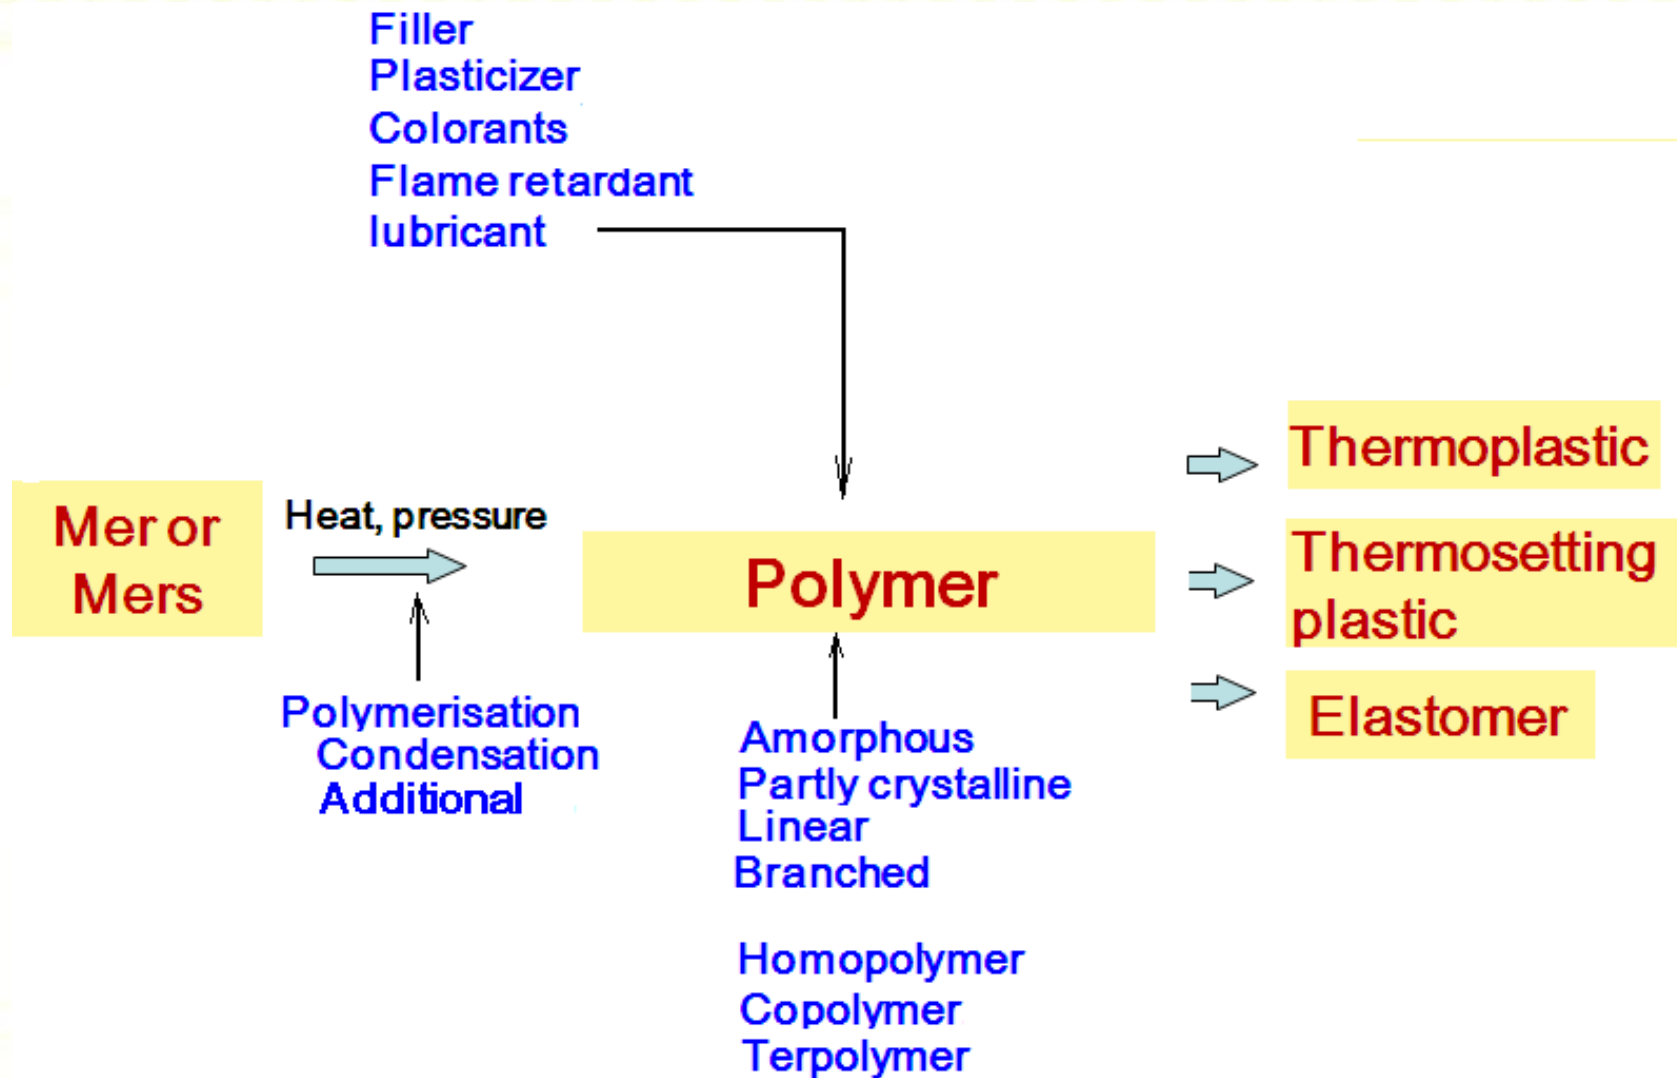 Filler
Plasticizer
Colorants
Flame retardant
lubricant
Mer or
Mers
Heat, pressure
Polymerisation
Condensation
Additional
Polymer
Amorphous
Partly crystalline
Linear
Branched
Homopolymer
Copolymer
Terpolymer
Thermoplastic
Thermosetting
plastic
Elastomer